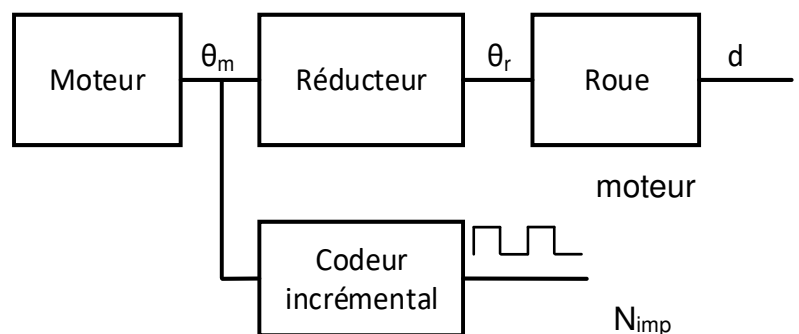 Moteur
θm
Réducteur
θr
Roue
d
moteur
Codeur
incrémental
Nimp